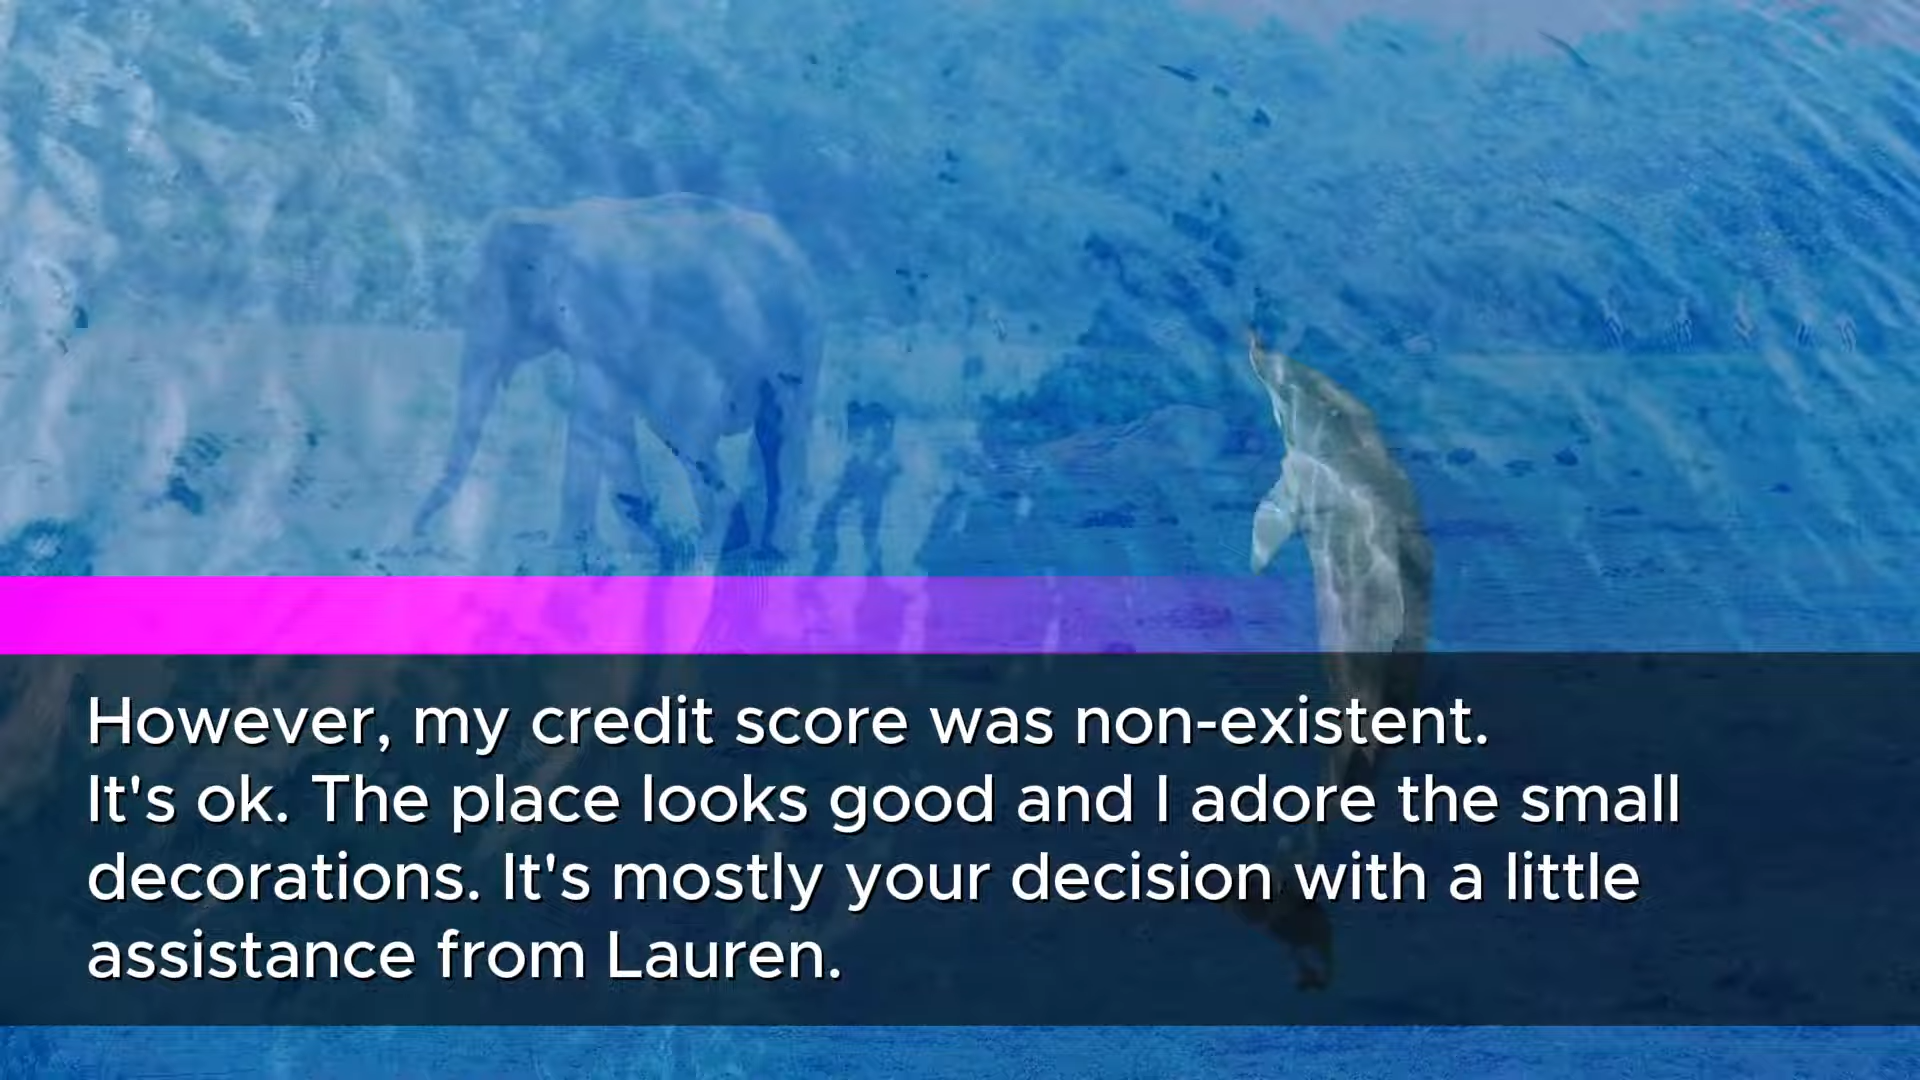 However, my credit score was non-existent.
It's ok. The place looks good and I adore the small
decorations. It's mostly your decision with a little
assistance from Lauren.